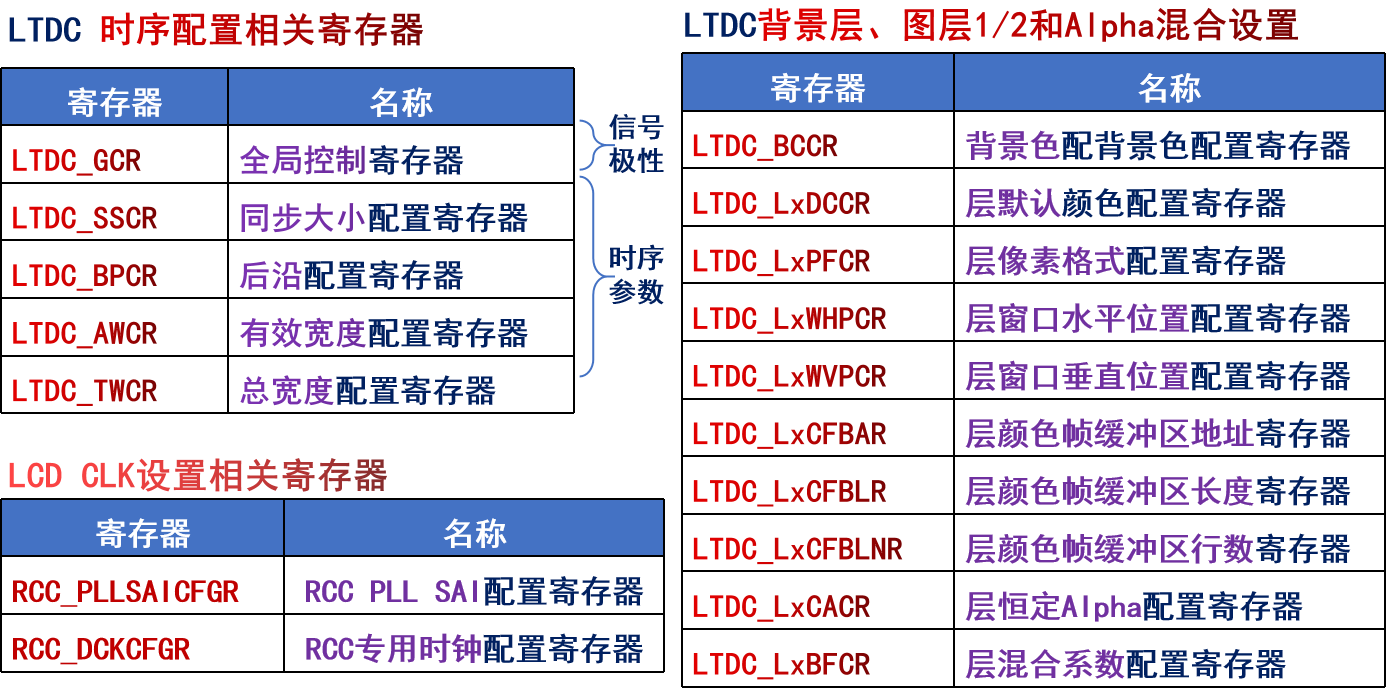 LTDC 时序配置相关寄存器
寄存器 名称
LTDC_GCR 全局控制寄存器
LTDC_SSCR 同步大小配置寄存器
LTDC_BPCR 后沿配置寄存器
LTDC_AWCR 有效宽度配置寄存器
LTDC_TWCR 总宽度配置寄存器
信号
极性
时序
参数
LCD CLK设置相关寄存器
寄存器 名称
RCC_PLLSAICFGR RCC PLL SAI配置寄存器
RCC_DCKCFGR RCC专用时钟配置寄存器
LTDC背景层、图层1/2和Alpha混合设置
寄存器 名称
LTDC_BCCR 背景色配背景色配置寄存器
LTDC_LxDCCR 层默认颜色配置寄存器
LTDC_LxPFCR 层像素格式配置寄存器
LTDC_LxWHPCR 层窗口水平位置配置寄存器
LTDC_LxWVPCR 层窗口垂直位置配置寄存器
LTDC_LxCFBAR 层颜色帧缓冲区地址寄存器
LTDC_LxCFBLR 层颜色帧缓冲区长度寄存器
LTDC_LxCFBLNR 层颜色帧缓冲区行数寄存器
LTDC_LxCACR 层恒定Alpha配置寄存器
LTDC_LxBFCR 层混合系数配置寄存器